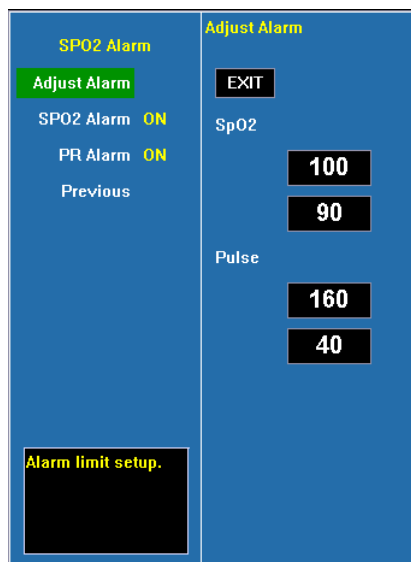 SPO2 Alarm
Adjust Alarm
SPO2 Alarm ON
PR Alarm ON
Previous
Alarm limit setup.
Adjust Alarm
EXIT
SpO2
100
90
Pulse
160
40